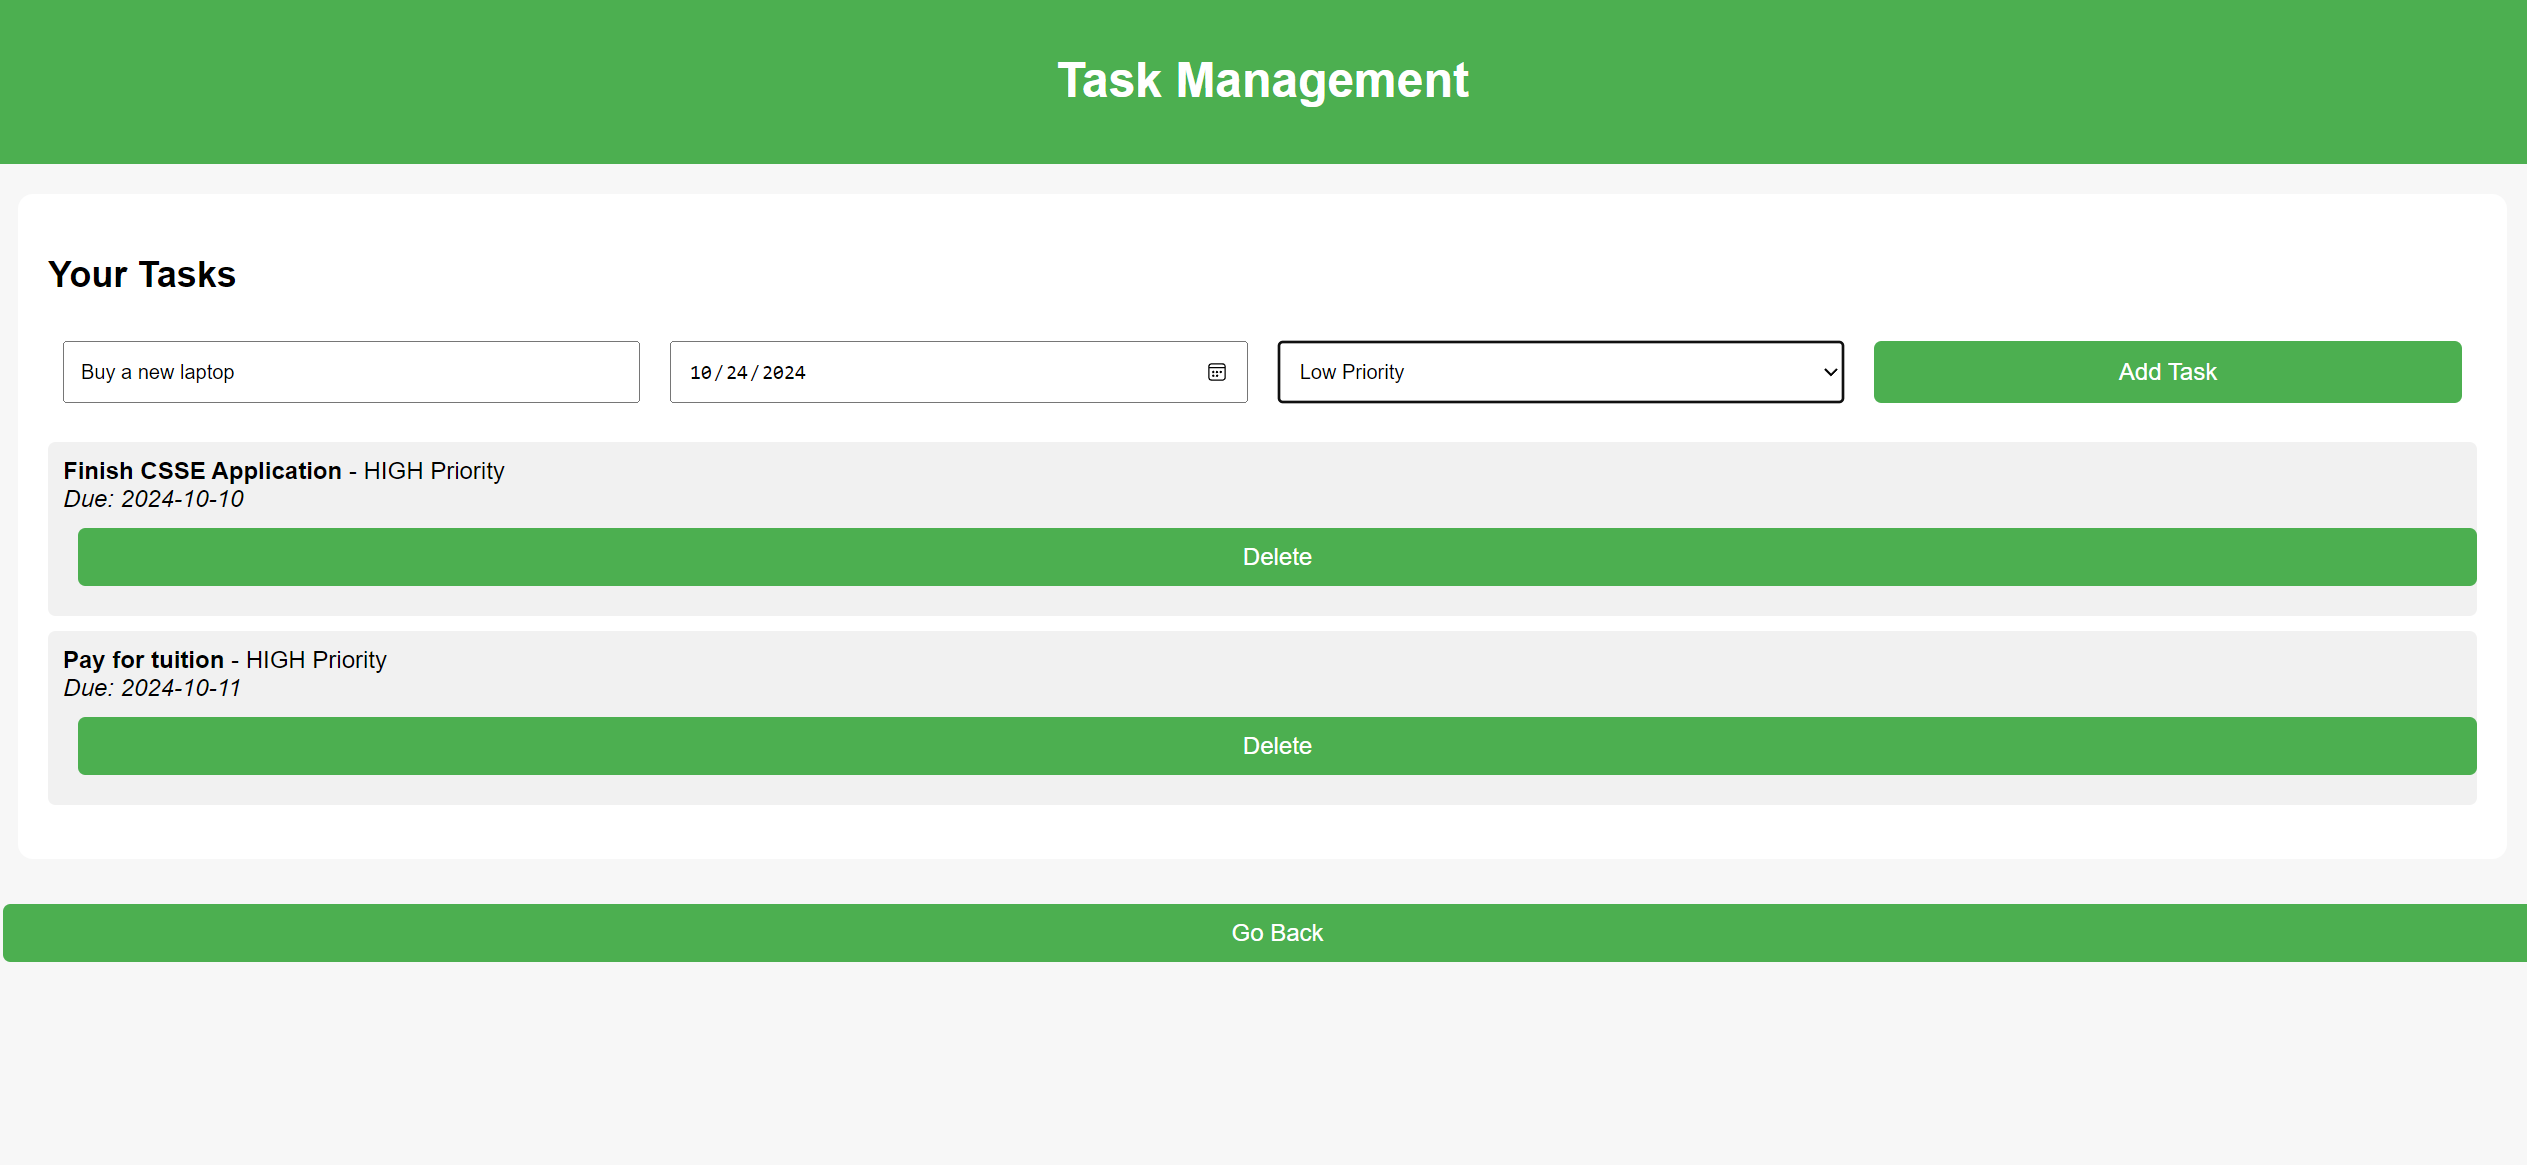 Task Management
Your Tasks
Buy a new laptop
10/24/2024
Low Priority
Add Task
Finish CSSE Application - HIGH Priority
Due: 2024-10-10
Delete
Pay for tuition - HIGH Priority
Due: 2024-10-11
Delete
Go Back